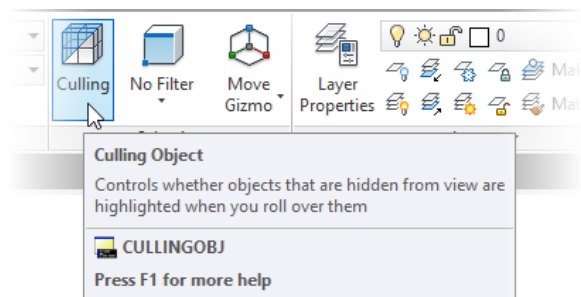 0
Culling
No Filter
Move
Gizmo
Layer
Properties
Culling Object
Controls whether objects that are hidden from view are
highlighted when you roll over them
CULLINGOBJ
Press F1 for more help